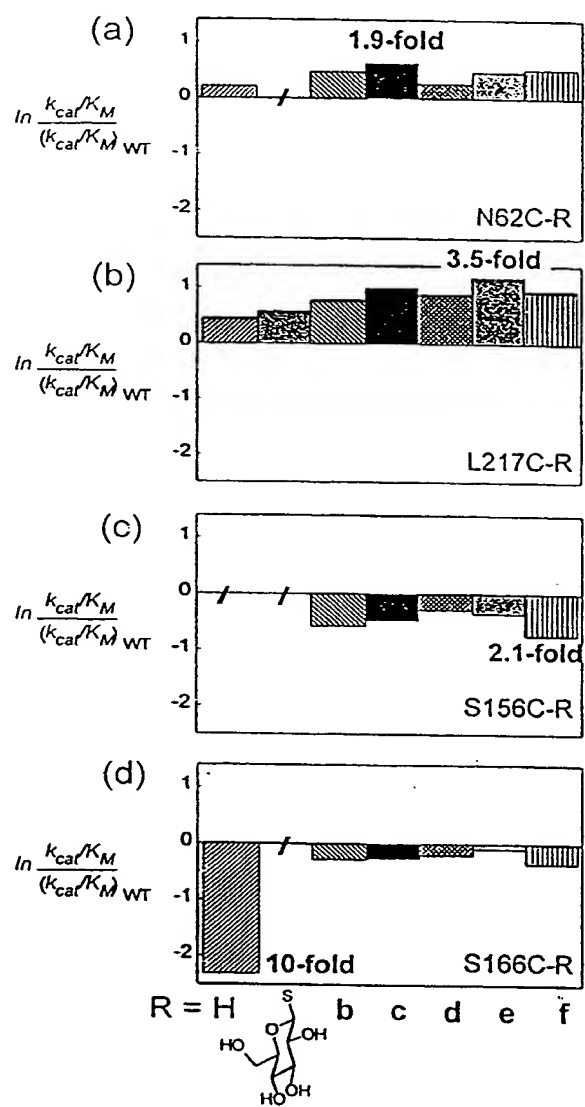 (a)
1
0
-1
-2
ln kcat/KM
(kcat/KM)WT
1.9-fold
N62C-R
(b)
1
0
-1
-2
ln kcat/KM
(kcat/KM)WT
3.5-fold
L217C-R
(c)
1
0
-1
-2
ln kcat/KM
(kcat/KM)WT
2.1-fold
S156C-R
(d)
1
0
-1
-2
ln kcat/KM
(kcat/KM)WT
10-fold
S166C-R
R = H b c d e f
S
O
OH
HO
HO
OH